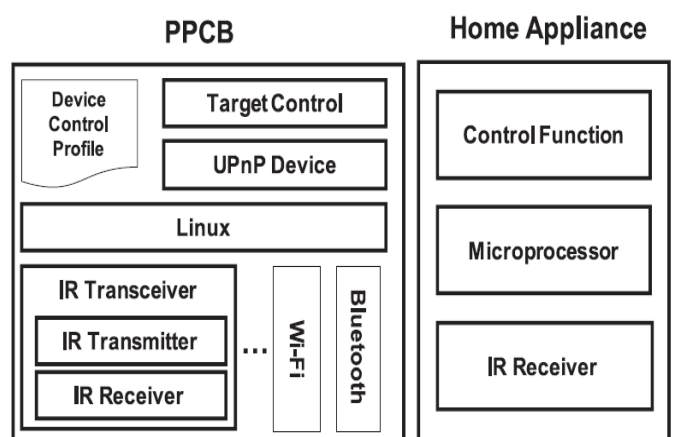 PPCB
Home Appliance
Device
Control
Profile
Target Control
UPnP Device
Linux
IR Transceiver
IR Transmitter
IR Receiver
...
Wi-Fi
Bluetooth
Control Function
Microprocessor
IR Receiver